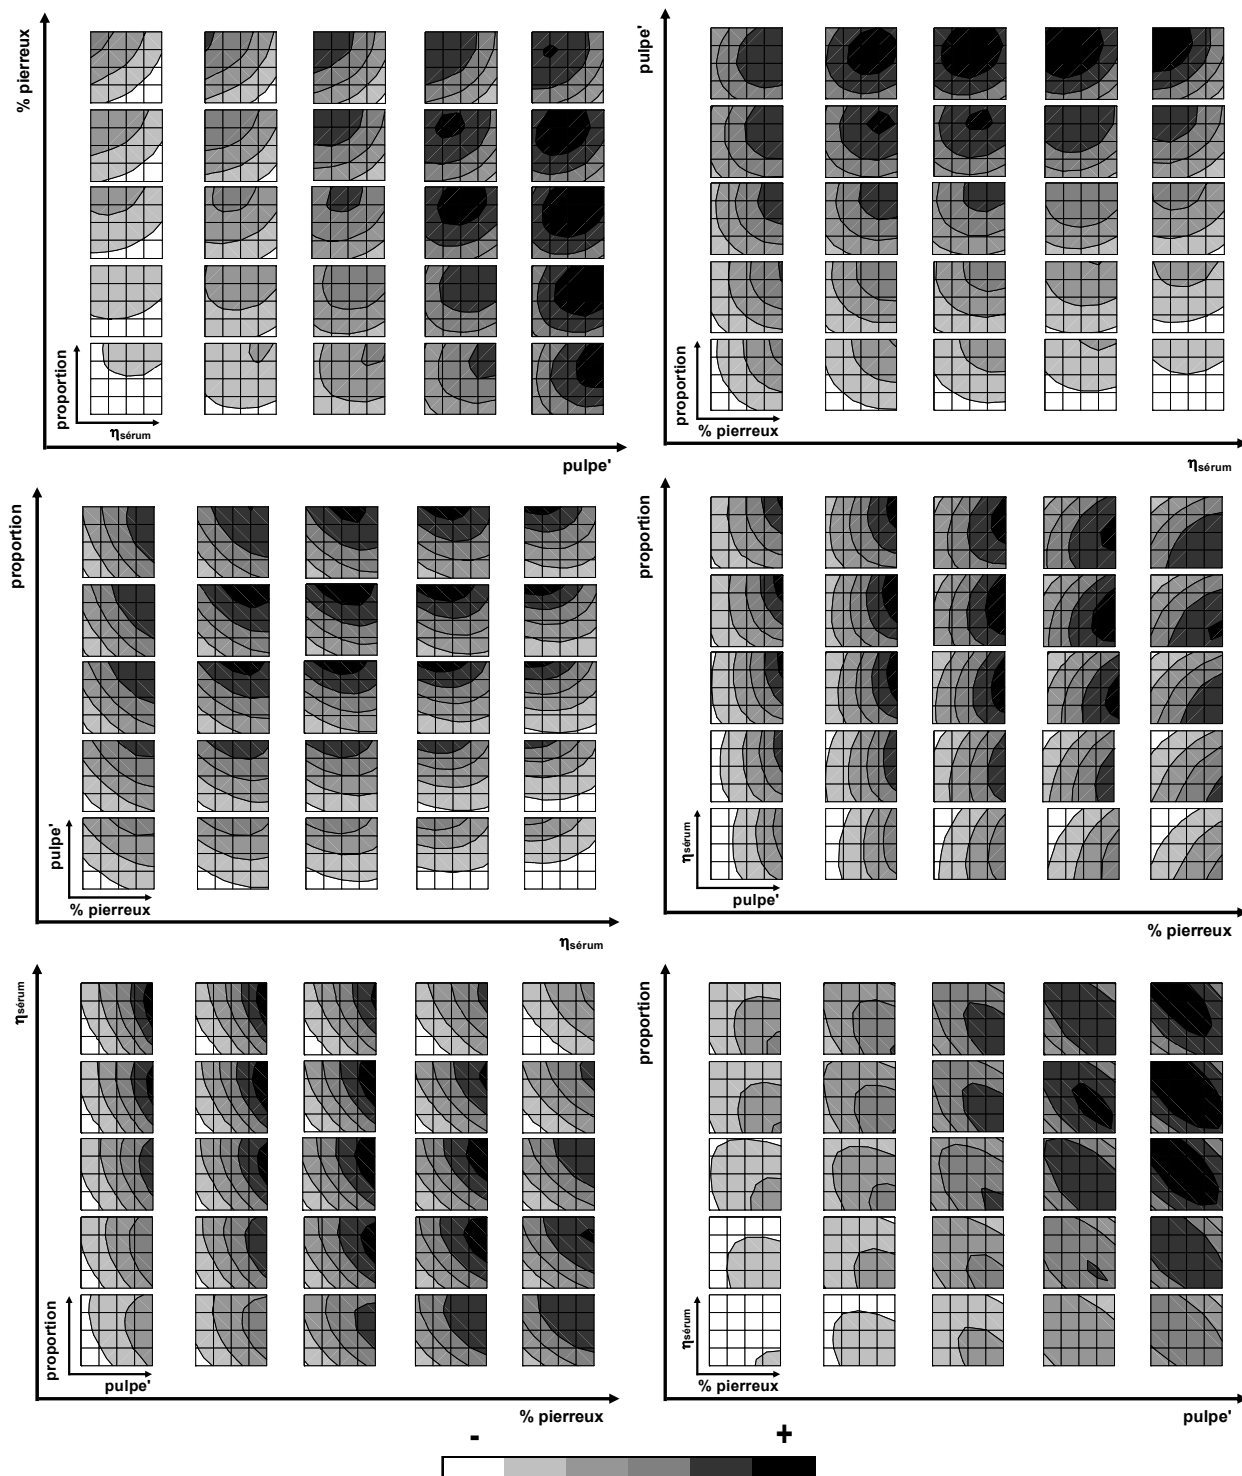 % pierreux
proportion
ηsérum
pulpe'
pulpe'
proportion
% pierreux
ηsérum
proportion
pulpe'
% pierreux
ηsérum
proportion
ηsérum
pulpe'
% pierreux
ηsérum
proportion
pulpe'
% pierreux
proportion
ηsérum
% pierreux
pulpe'
- +